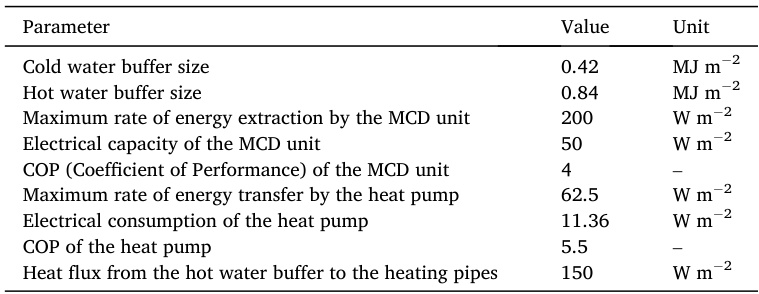 Parameter Value Unit
Cold water buffer size 0.42 MJ m⁻²
Hot water buffer size 0.84 MJ m⁻²
Maximum rate of energy extraction by the MCD unit 200 W m⁻²
Electrical capacity of the MCD unit 50 W m⁻²
COP (Coefficient of Performance) of the MCD unit 4 –
Maximum rate of energy transfer by the heat pump 62.5 W m⁻²
Electrical consumption of the heat pump 11.36 W m⁻²
COP of the heat pump 5.5 –
Heat flux from the hot water buffer to the heating pipes 150 W m⁻²